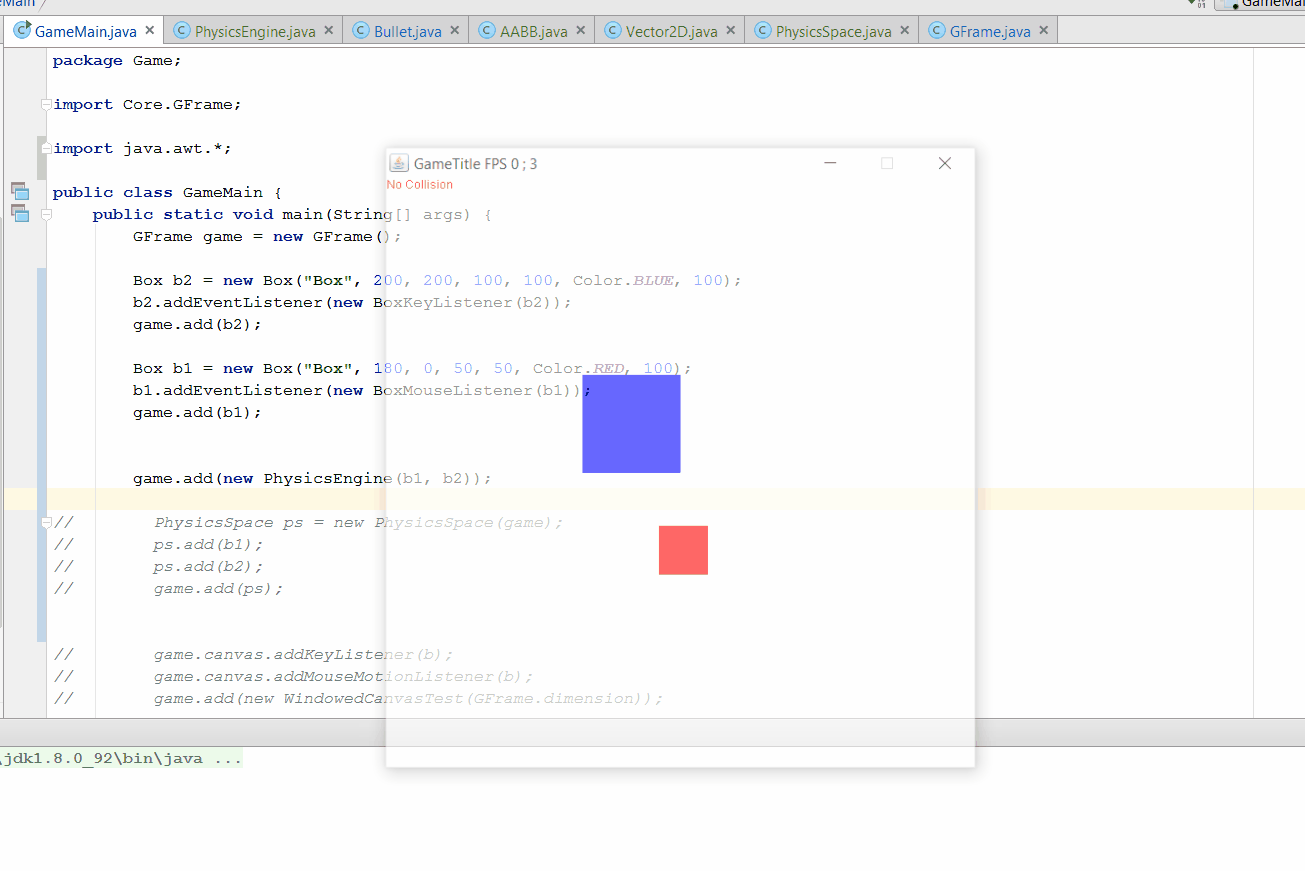 eMain
GameMain
GameMain.java PhysicsEngine.java Bullet.java AABB.java Vector2D.java PhysicsSpace.java GFrame.java
package Game;
import Core.GFrame;
import java.awt.*;
GameTitle FPS 0 ; 3
No Collision
public class GameMain {
public static void main(String[] args) {
GFrame game = new GFrame();
Box b2 = new Box("Box", 200, 200, 100, 100, Color.BLUE, 100);
b2.addEventListener(new BoxKeyListener(b2));
game.add(b2);
Box b1 = new Box("Box", 180, 0, 50, 50, Color.RED, 100);
b1.addEventListener(new BoxMouseListener(b1));
game.add(b1);
game.add(new PhysicsEngine(b1, b2));
// PhysicsSpace ps = new PhysicsSpace(game);
// ps.add(b1);
// ps.add(b2);
// game.add(ps);
// game.canvas.addKeyListener(b);
// game.canvas.addMouseMotionListener(b);
// game.add(new WindowedCanvasTest(GFrame.dimension));
\jdk1.8.0_92\bin\java ...